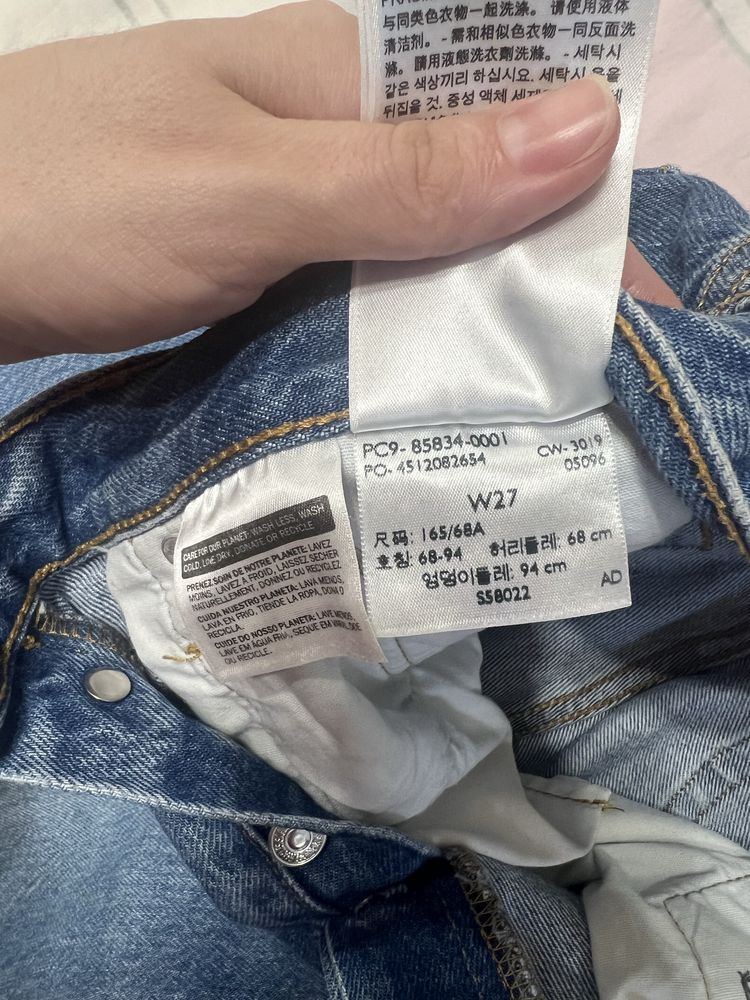 与同类色衣物一起洗涤。请使用液体
清洁剂。-需和相似色衣物一同反面洗
滌。請用液態洗衣劑洗滌。- 세탁시
같은 색상끼리 하십시요. 세탁시 옷을
뒤집을 것. 중성 액체
PC9- 85834-0001
PO- 4512082654
CW-3019
05096
W27
尺码: 165/68A
호칭: 68-94 허리둘레: 68 cm
엉덩이둘레: 94 cm
S58022
AD
CARE FOR OUR PLANET: WASH LESS, WASH
COLD, LINE DRY, DONATE OR RECYCLE
PRENEZ SOIN DE NOTRE PLANETE: LAVEZ
MOINS, LAVEZ A FROID, LAISSEZ SECHER
NATURELLEMENT, DONNEZ OU RECYCLEZ
CUIDA NUESTRO PLANETA: LAVA MENOS,
LAVA EN FRIO, TIENDE LA ROPA, DONA O
RECICLA.
CUIDE DO NOSSO PLANETA: LAVE MENOS,
LAVE EM AGUA FRIA, SEQUE EM VARAL, DOE
OU RECICLE.